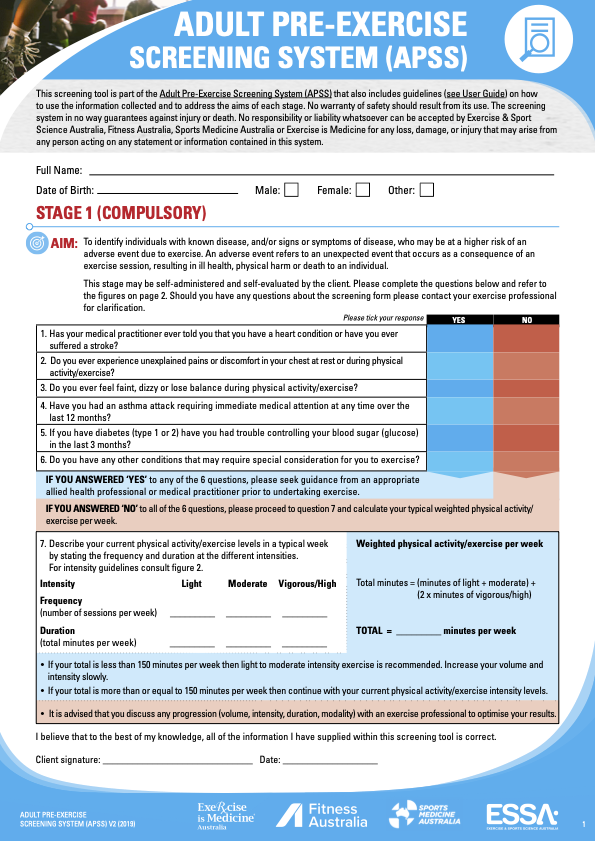 ADULT PRE-EXERCISE
SCREENING SYSTEM (APSS)
This screening tool is part of the Adult Pre-Exercise Screening System (APSS) that also includes guidelines (see User Guide) on how
to use the information collected and to address the aims of each stage. No warranty of safety should result from its use. The screening
system in no way guarantees against injury or death. No responsibility or liability whatsoever can be accepted by Exercise & Sport
Science Australia, Fitness Australia, Sports Medicine Australia or Exercise is Medicine for any loss, damage, or injury that may arise from
any person acting on any statement or information contained in this system.
Full Name:
Date of Birth: Male: Female: Other:
STAGE 1 (COMPULSORY)
AIM: To identify individuals with known disease, and/or signs or symptoms of disease, who may be at a higher risk of an
adverse event due to exercise. An adverse event refers to an unexpected event that occurs as a consequence of an
exercise session, resulting in ill health, physical harm or death to an individual.
This stage may be self-administered and self-evaluated by the client. Please complete the questions below and refer to
the figures on page 2. Should you have any questions about the screening form please contact your exercise professional
for clarification.
Please tick your response YES NO
1. Has your medical practitioner ever told you that you have a heart condition or have you ever
suffered a stroke?
2. Do you ever experience unexplained pains or discomfort in your chest at rest or during physical
activity/exercise?
3. Do you ever feel faint, dizzy or lose balance during physical activity/exercise?
4. Have you had an asthma attack requiring immediate medical attention at any time over the
last 12 months?
5. If you have diabetes (type 1 or 2) have you had trouble controlling your blood sugar (glucose)
in the last 3 months?
6. Do you have any other conditions that may require special consideration for you to exercise?
IF YOU ANSWERED ‘YES’ to any of the 6 questions, please seek guidance from an appropriate
allied health professional or medical practitioner prior to undertaking exercise.
IF YOU ANSWERED ‘NO’ to all of the 6 questions, please proceed to question 7 and calculate your typical weighted physical activity/
exercise per week.
7. Describe your current physical activity/exercise levels in a typical week
by stating the frequency and duration at the different intensities.
For intensity guidelines consult figure 2.
Intensity Light Moderate Vigorous/High
Frequency
(number of sessions per week)
Duration
(total minutes per week)
Weighted physical activity/exercise per week
Total minutes = (minutes of light + moderate) +
(2 x minutes of vigorous/high)
TOTAL = minutes per week
• If your total is less than 150 minutes per week then light to moderate intensity exercise is recommended. Increase your volume and
intensity slowly.
• If your total is more than or equal to 150 minutes per week then continue with your current physical activity/exercise intensity levels.
• It is advised that you discuss any progression (volume, intensity, duration, modality) with an exercise professional to optimise your results.
I believe that to the best of my knowledge, all of the information I have supplied within this screening tool is correct.
Client signature: Date:
ADULT PRE-EXERCISE
SCREENING SYSTEM (APSS) V2 (2019)
ExeRcise
is Medicine
Australia
Fitness
Australia
SPORTS
MEDICINE
AUSTRALIA
ESSA
EXERCISE & SPORTS SCIENCE AUSTRALIA
1